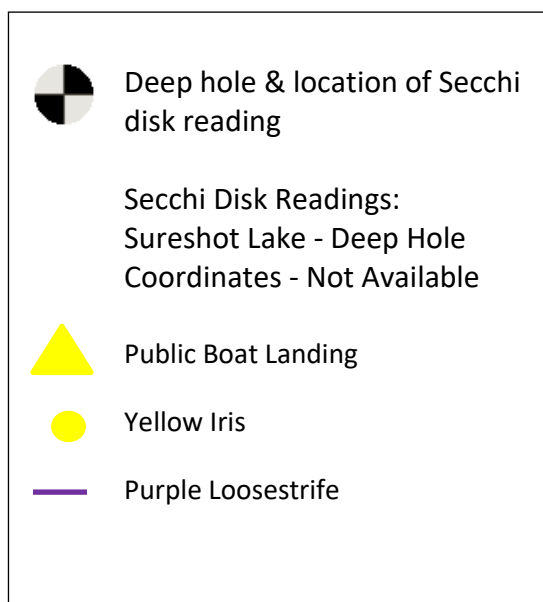 Deep hole & location of Secchi
disk reading
Secchi Disk Readings:
Sureshot Lake - Deep Hole
Coordinates - Not Available
Public Boat Landing
Yellow Iris
Purple Loosestrife